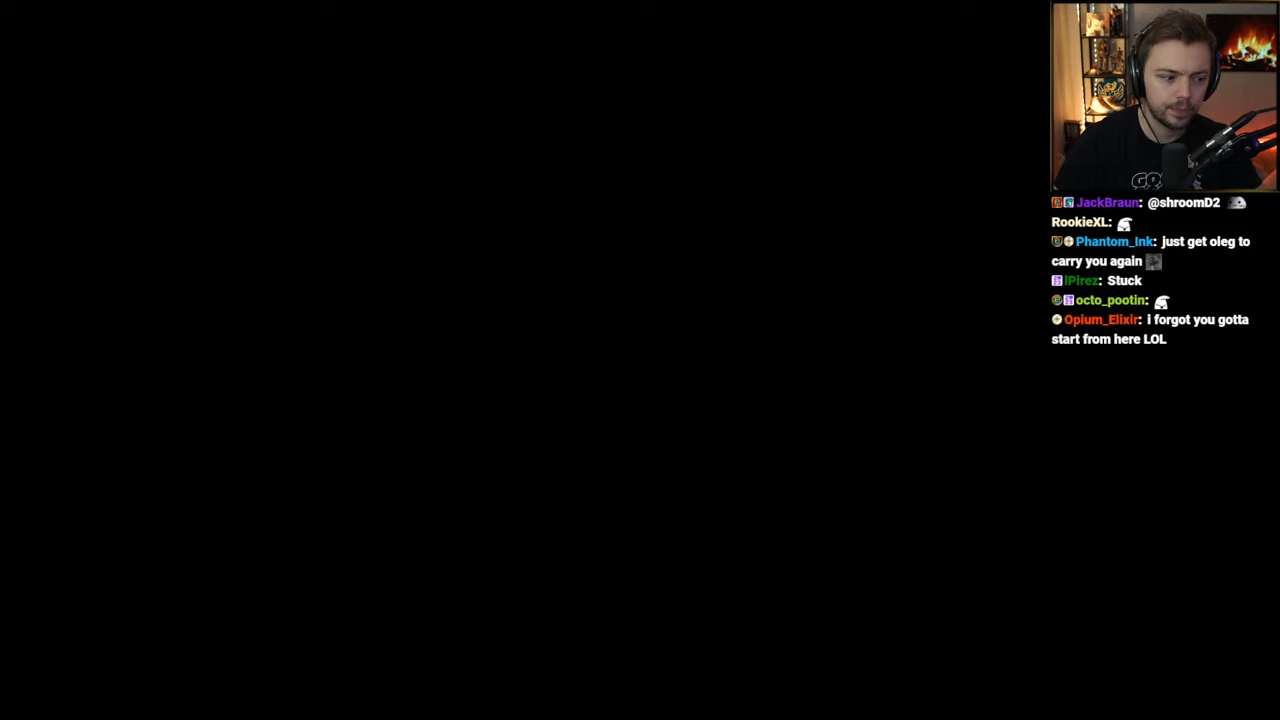 JackBraun: @shroomD2
RookieXL:
Phantom_Ink: just get oleg to
carry you again
lPirez: Stuck
octo_pootin:
Opium_Elixir: i forgot you gotta
start from here LOL